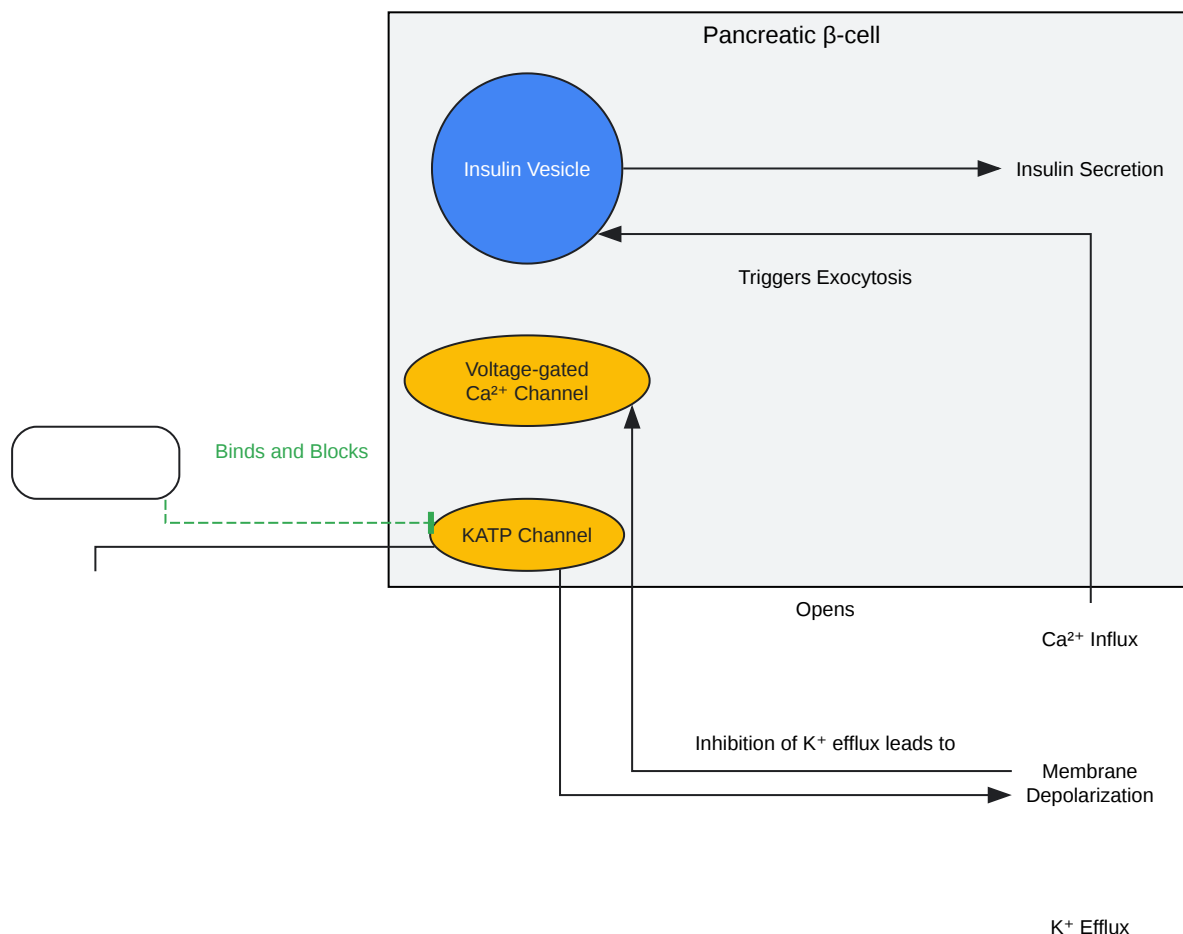 Pancreatic β-cell
Insulin Vesicle
Insulin Secretion
Triggers Exocytosis
Voltage-gated
Ca²⁺ Channel
Binds and Blocks
KATP Channel
Opens
Ca²⁺ Influx
Inhibition of K⁺ efflux leads to
Membrane
Depolarization
K⁺ Efflux